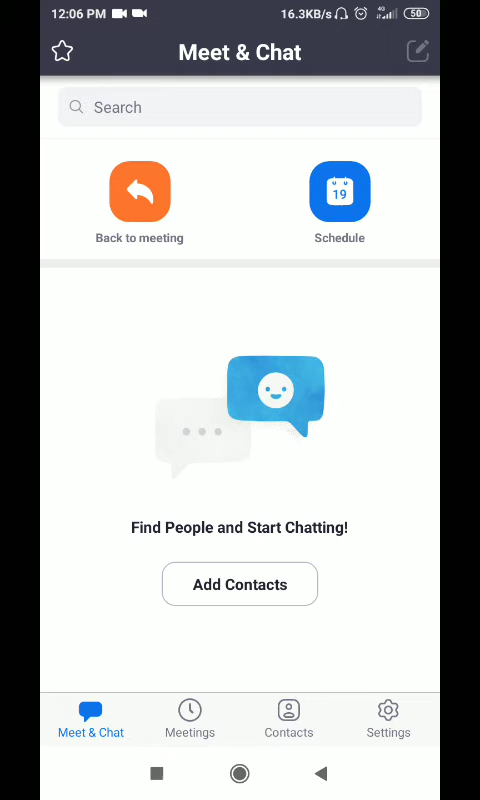 12:06 PM 16.3KB/s 4G 50
Meet & Chat
Search
19
Back to meeting Schedule
Find People and Start Chatting!
Add Contacts
Meet & Chat Meetings Contacts Settings